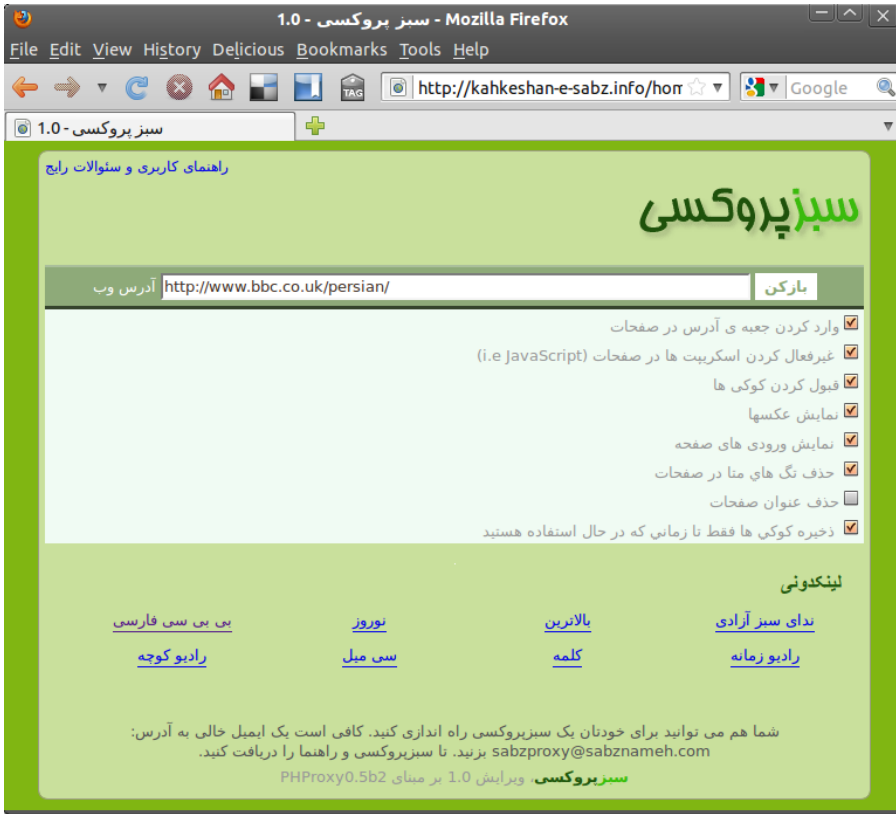 سبز پروکسی - 1.0 - Mozilla Firefox
File Edit View History Delicious Bookmarks Tools Help
TAG http://kahkeshan-e-sabz.info/hom Google
سبز پروکسی - 1.0
راهنمای کاربری و سئوالات رایج
سبزپروکسی
آدرس وب http://www.bbc.co.uk/persian/ بازکن
وارد کردن جعبه ی آدرس در صفحات
غیرفعال کردن اسکریپت ها در صفحات (i.e JavaScript)
قبول کردن کوکی ها
نمایش عکسها
نمایش ورودی های صفحه
حذف تگ هاي متا در صفحات
حذف عنوان صفحات
ذخیره کوکي ها فقط تا زماني که در حال استفاده هستید
لینکدونی
ندای سبز آزادی بالاترین نوروز بی بی سی فارسی
رادیو زمانه کلمه سی میل رادیو کوچه
شما هم می توانید برای خودتان یک سبزپروکسی راه اندازی کنید. کافی است یک ایمیل خالی به آدرس:
sabzproxy@sabznameh.com بزنید. تا سبزپروکسی و راهنما را دریافت کنید.
سبزپروکسی، ویرایش 1.0 بر مبنای PHProxy0.5b2